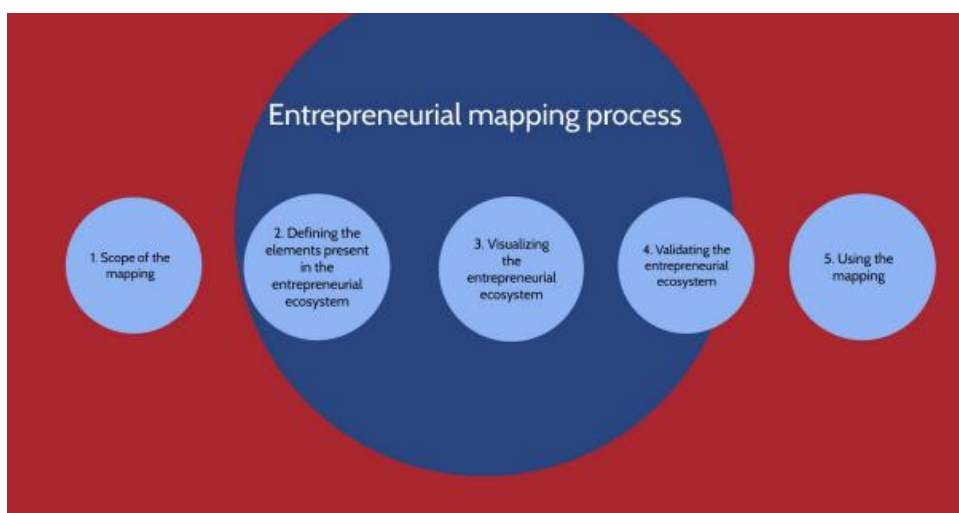 Entrepreneurial mapping process
1. Scope of the
mapping
2. Defining the
elements present
in the
entrepreneurial
ecosystem
3. Visualizing
the
entrepreneurial
ecosystem
4. Validating the
entrepreneurial
ecosystem
5. Using the
mapping